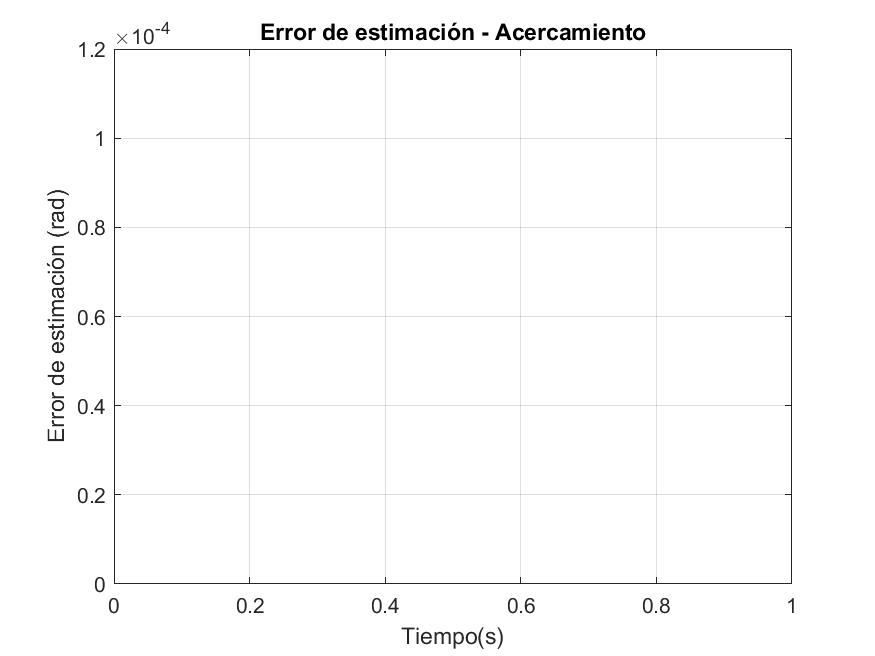 Error de estimación - Acercamiento
×10-4
1.2
1
0.8
0.6
0.4
0.2
0
Error de estimación (rad)
0 0.2 0.4 0.6 0.8 1
Tiempo(s)